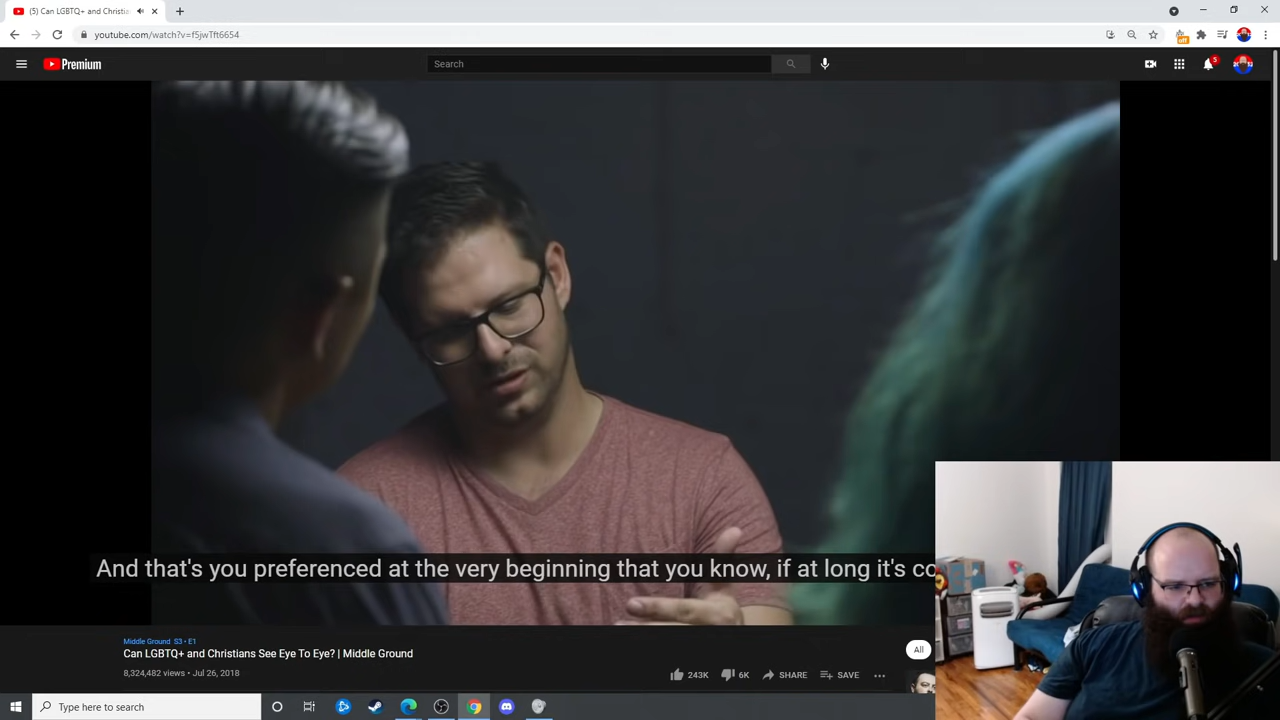 (5) Can LGBTQ+ and Christia
youtube.com/watch?v=f5jwTft6654
off
Premium
Search
5
And that's you preferenced at the very beginning that you know, if at long it's co
Middle Ground S3 • E1
Can LGBTQ+ and Christians See Eye To Eye? | Middle Ground
All
8,324,482 views • Jul 26, 2018
243K
6K
SHARE
SAVE
Type here to search